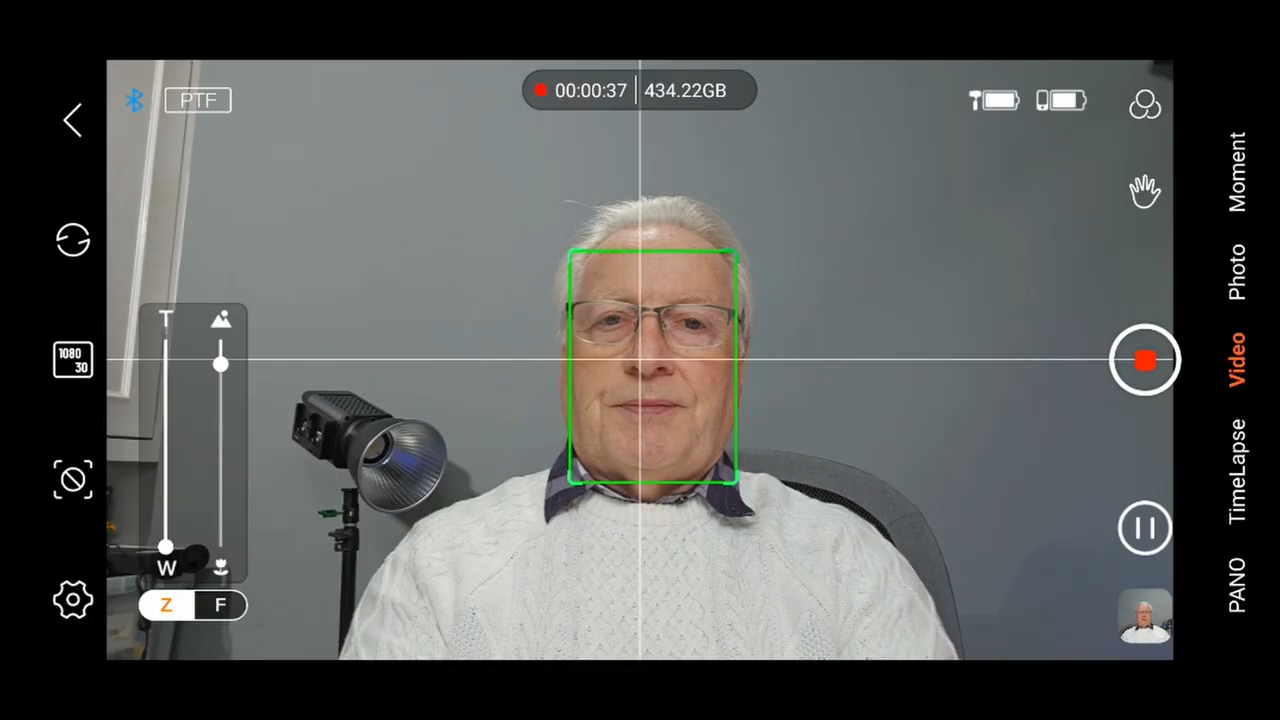 PTF
00:00:37 434.22GB
1080
30
T
W
Z F
Moment
Photo
Video
TimeLapse
PANO